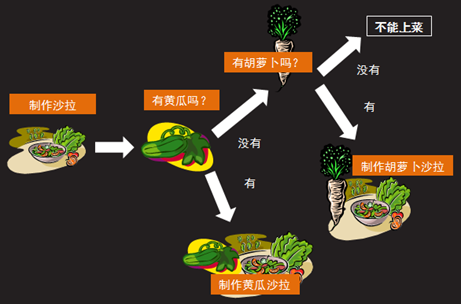 不能上菜
有胡萝卜吗?
没有
有黄瓜吗?
制作沙拉
有
没有
制作胡萝卜沙拉
有
制作黄瓜沙拉